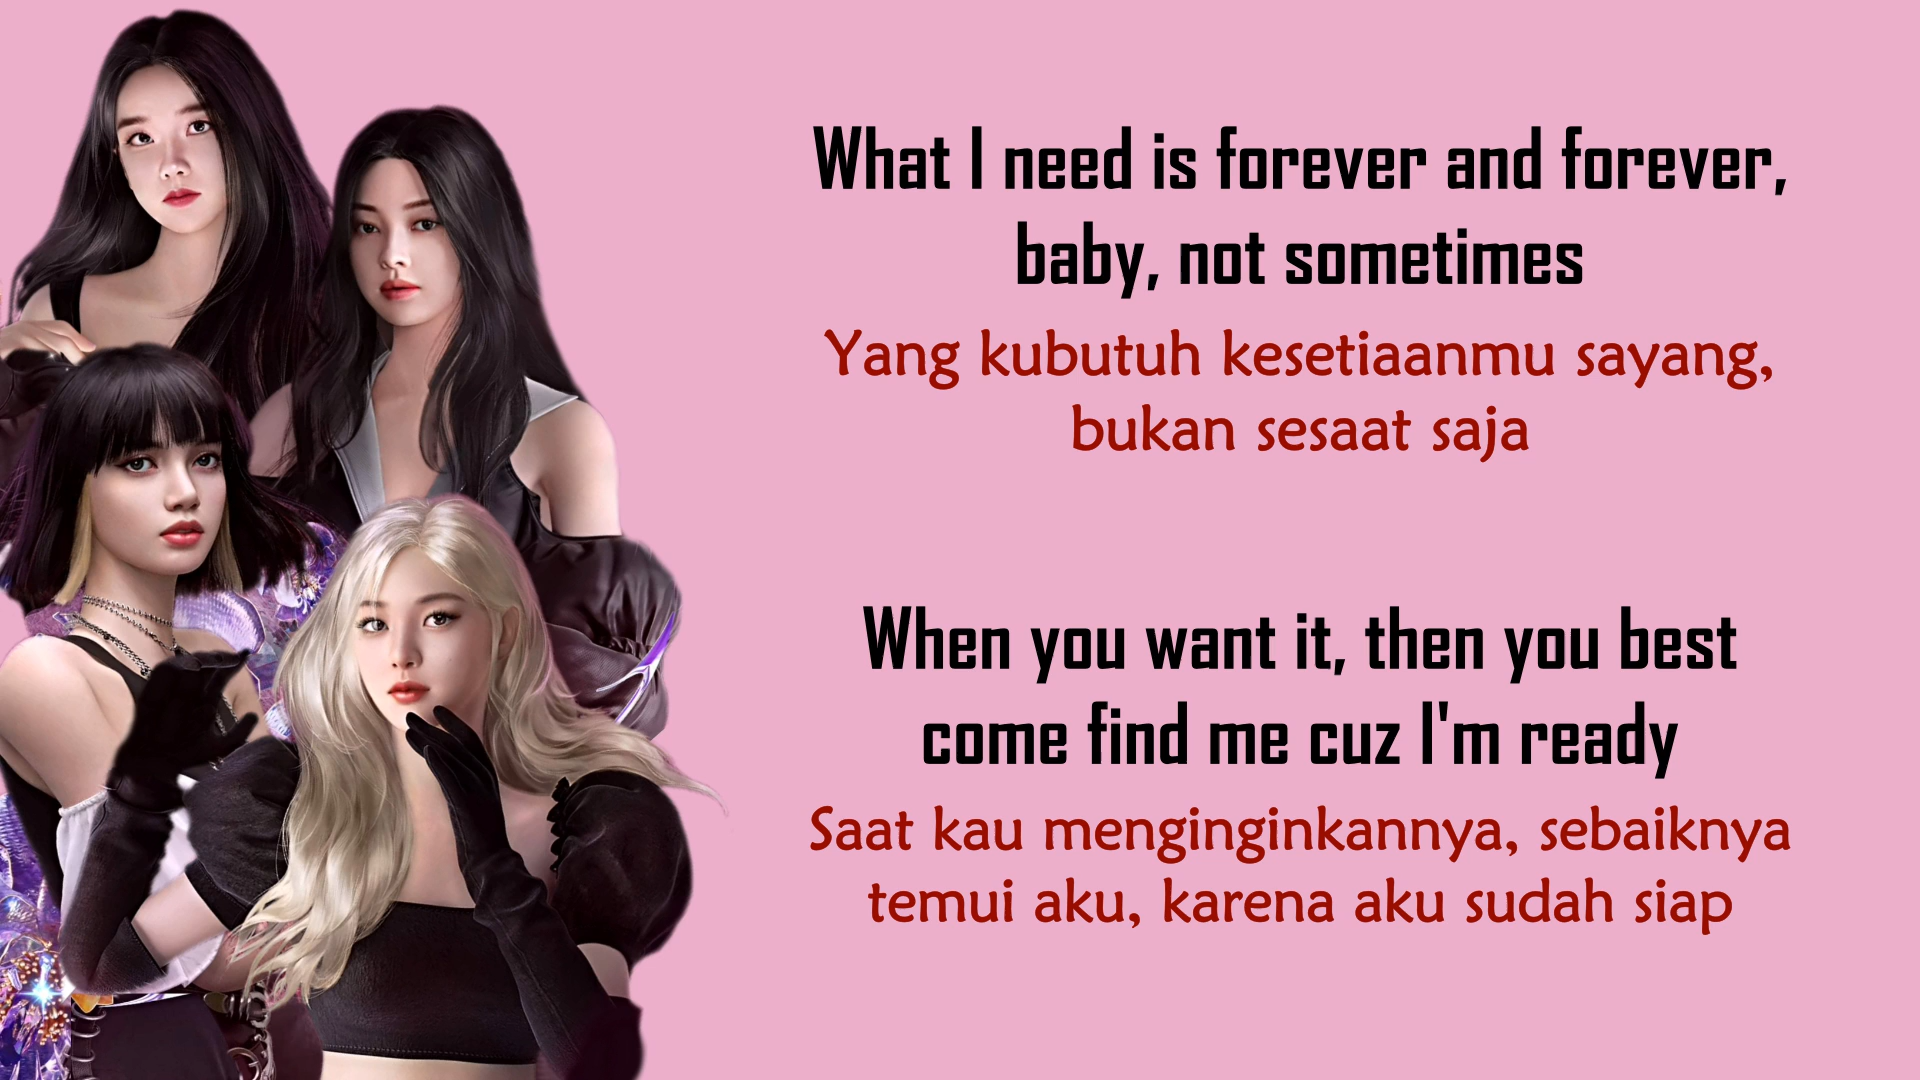 What I need is forever and forever,
baby, not sometimes
Yang kubutuh kesetiaanmu sayang,
bukan sesaat saja
When you want it, then you best
come find me cuz I'm ready
Saat kau menginginkannya, sebaiknya
temui aku, karena aku sudah siap